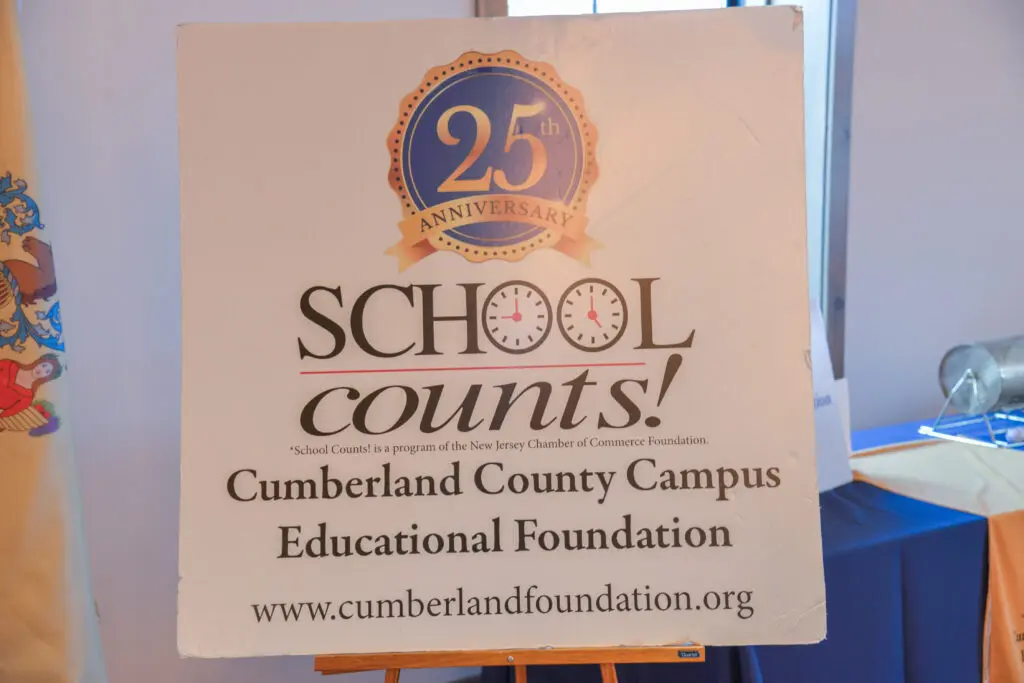 25th
ANNIVERSARY
SCHOOL
counts!
*School Counts! is a program of the New Jersey Chamber of Commerce Foundation.
Cumberland County Campus
Educational Foundation
www.cumberlandfoundation.org
Quartet